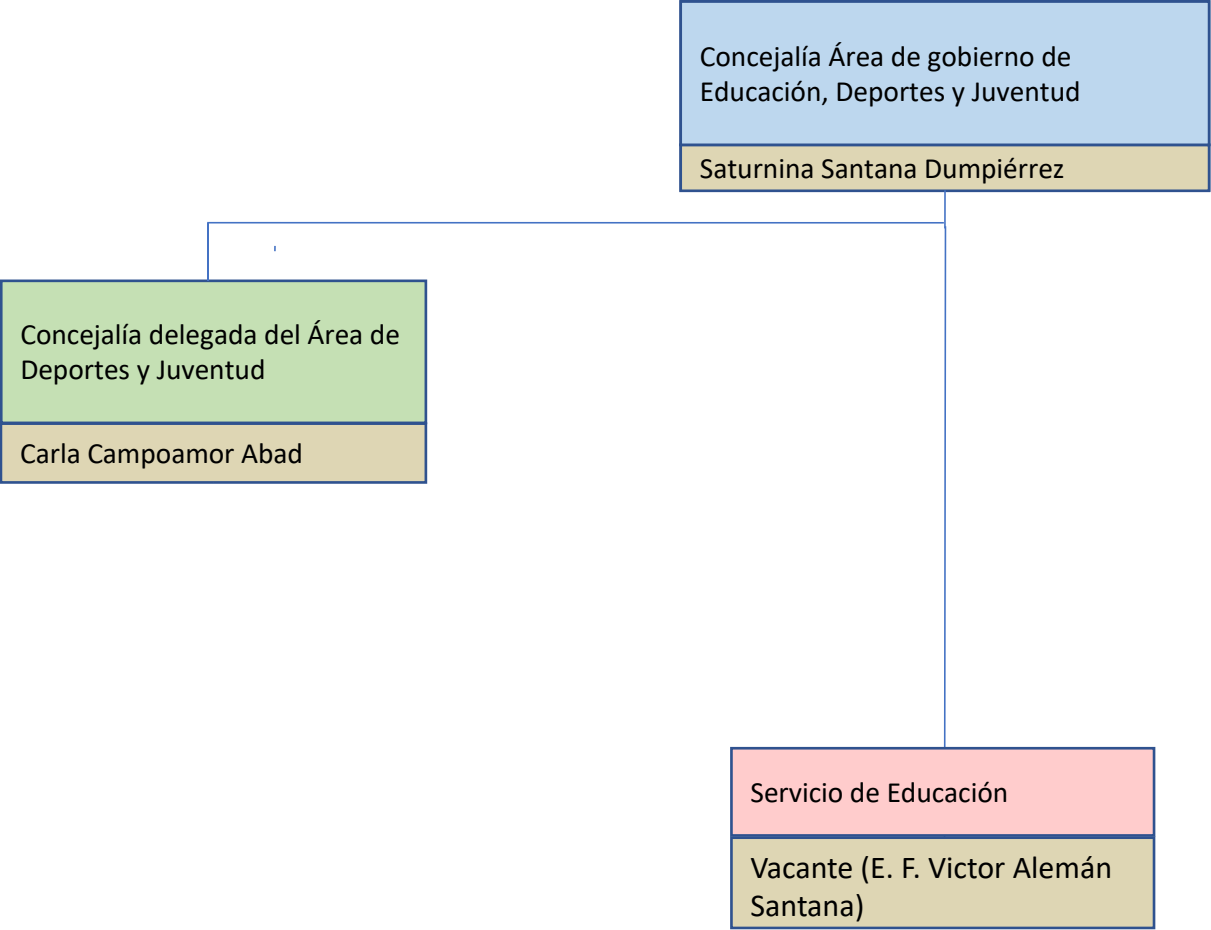 Concejalía Área de gobierno de
Educación, Deportes y Juventud
Saturnina Santana Dumpiérrez
Concejalía delegada del Área de
Deportes y Juventud
Carla Campoamor Abad
Servicio de Educación
Vacante (E. F. Victor Alemán
Santana)